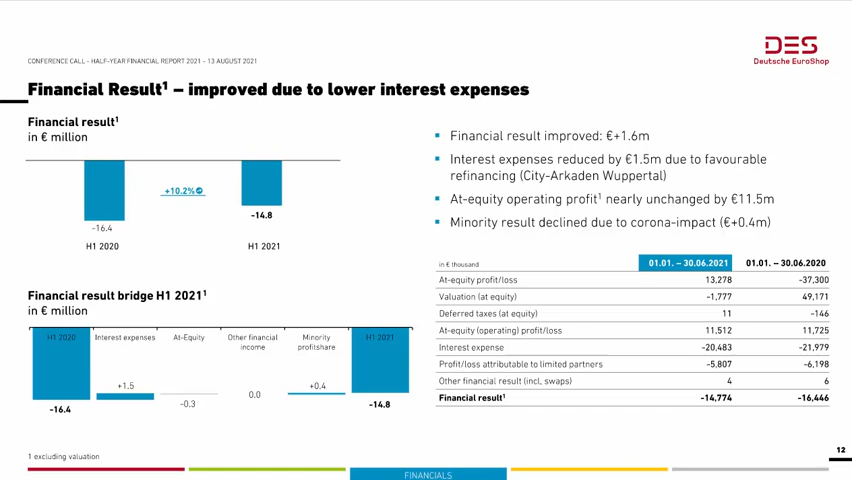 CONFERENCE CALL - HALF-YEAR FINANCIAL REPORT 2021 - 13 AUGUST 2021
DES
Deutsche EuroShop
Financial Result¹ – improved due to lower interest expenses
Financial result¹
in € million
+10.2%
-16.4
-14.8
H1 2020
H1 2021
▪ Financial result improved: €+1.6m
▪ Interest expenses reduced by €1.5m due to favourable
refinancing (City-Arkaden Wuppertal)
▪ At-equity operating profit¹ nearly unchanged by €11.5m
▪ Minority result declined due to corona-impact (€+0.4m)
Financial result bridge H1 2021¹
in € million
H1 2020 Interest expenses At-Equity Other financial income Minority profitshare H1 2021
-16.4 +1.5 -0.3 0.0 +0.4 -14.8
in € thousand 01.01. – 30.06.2021 01.01. – 30.06.2020
At-equity profit/loss 13,278 -37,300
Valuation (at equity) -1,777 49,171
Deferred taxes (at equity) 11 -146
At-equity (operating) profit/loss 11,512 11,725
Interest expense -20,483 -21,979
Profit/loss attributable to limited partners -5,807 -6,198
Other financial result (incl, swaps) 4 6
Financial result¹ -14,774 -16,446
1 excluding valuation
12
FINANCIALS